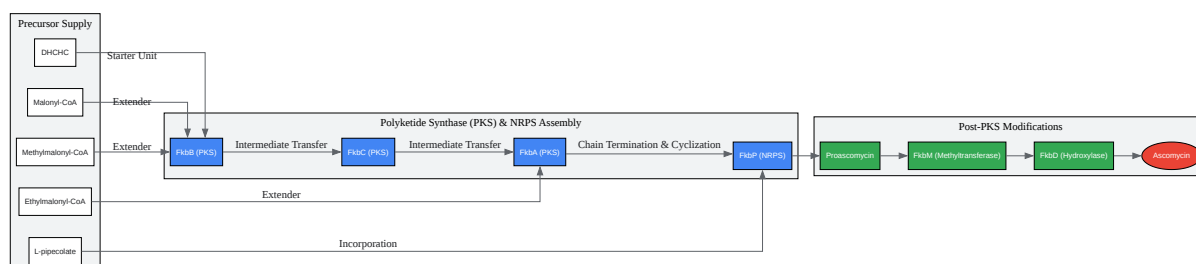 Precursor Supply
DHCHC
Starter Unit
Malonyl-CoA
Extender
Polyketide Synthase (PKS) & NRPS Assembly
Post-PKS Modifications
Methylmalonyl-CoA
Extender
FkbB (PKS)
Intermediate Transfer
FkbC (PKS)
Intermediate Transfer
FkbA (PKS)
Chain Termination & Cyclization
FkbP (NRPS)
Proascomycin
FkbM (Methyltransferase)
FkbD (Hydroxylase)
Ascomycin
Ethylmalonyl-CoA
Extender
L-pipecolate
Incorporation